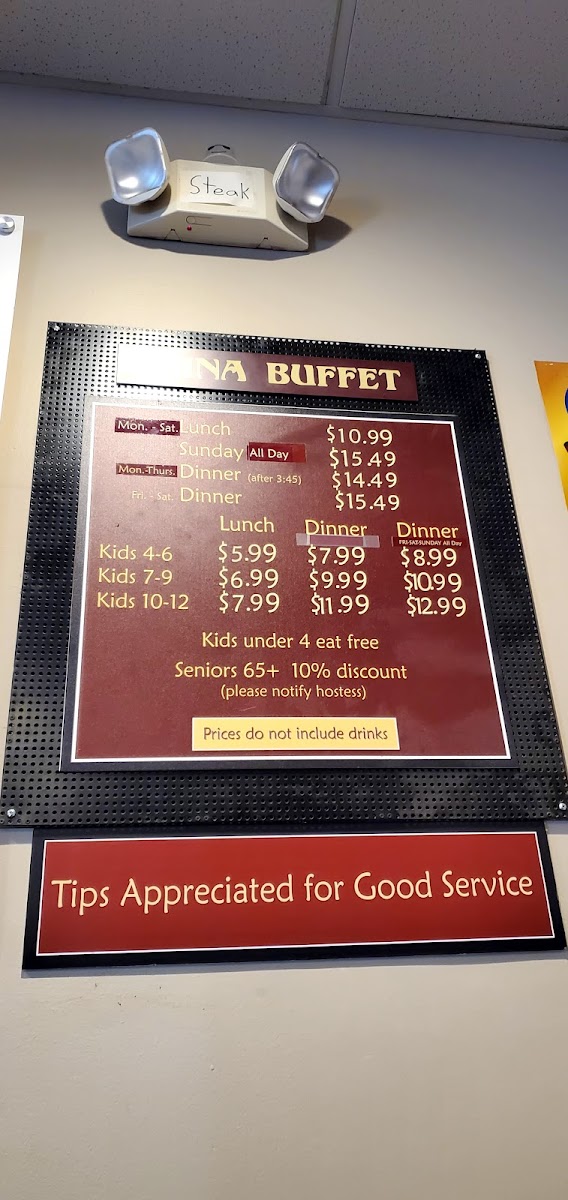 Steak
NA BUFFET
Mon. - Sat. Lunch $10.99
Sunday All Day $15.49
Mon.-Thurs. Dinner (after 3:45) $14.49
Fri. - Sat. Dinner $15.49
Lunch Dinner Dinner
FRI-SAT-SUNDAY All Day
Kids 4-6 $5.99 $7.99 $8.99
Kids 7-9 $6.99 $9.99 $10.99
Kids 10-12 $7.99 $11.99 $12.99
Kids under 4 eat free
Seniors 65+ 10% discount
(please notify hostess)
Prices do not include drinks
Tips Appreciated for Good Service